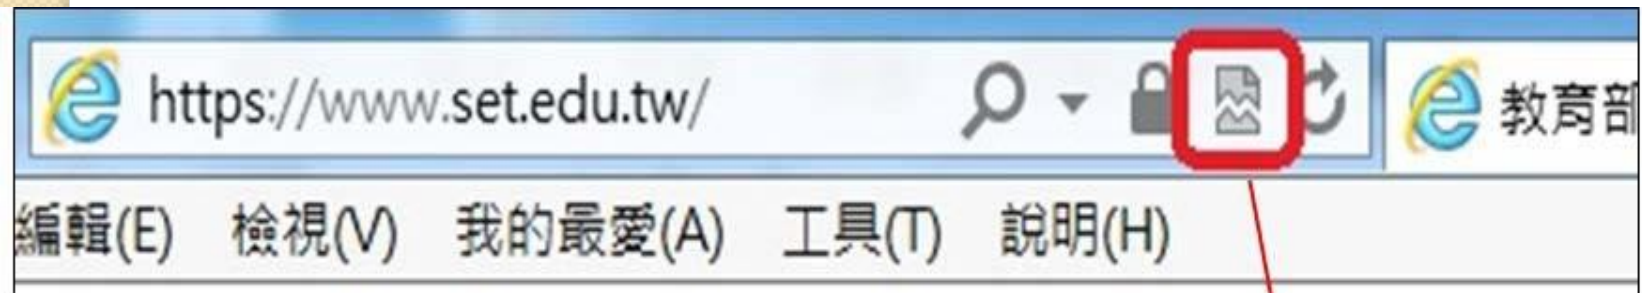 https://www.set.edu.tw/ 教育部
編輯(E) 檢視(V) 我的最愛(A) 工具(T) 說明(H)